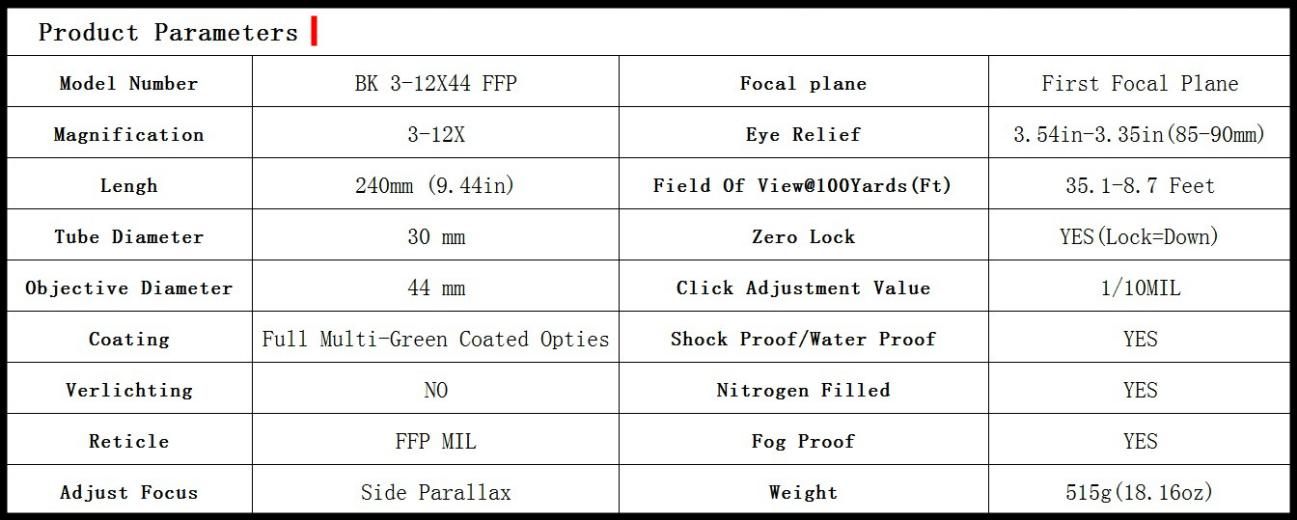 Product Parameters
Model Number BK 3-12X44 FFP Focal plane First Focal Plane
Magnification 3-12X Eye Relief 3.54in-3.35in(85-90mm)
Lengh 240mm (9.44in) Field Of View@100Yards(Ft) 35.1-8.7 Feet
Tube Diameter 30 mm Zero Lock YES(Lock=Down)
Objective Diameter 44 mm Click Adjustment Value 1/10MIL
Coating Full Multi-Green Coated Opties Shock Proof/Water Proof YES
Verlichting NO Nitrogen Filled YES
Reticle FFP MIL Fog Proof YES
Adjust Focus Side Parallax Weight 515g(18.16oz)